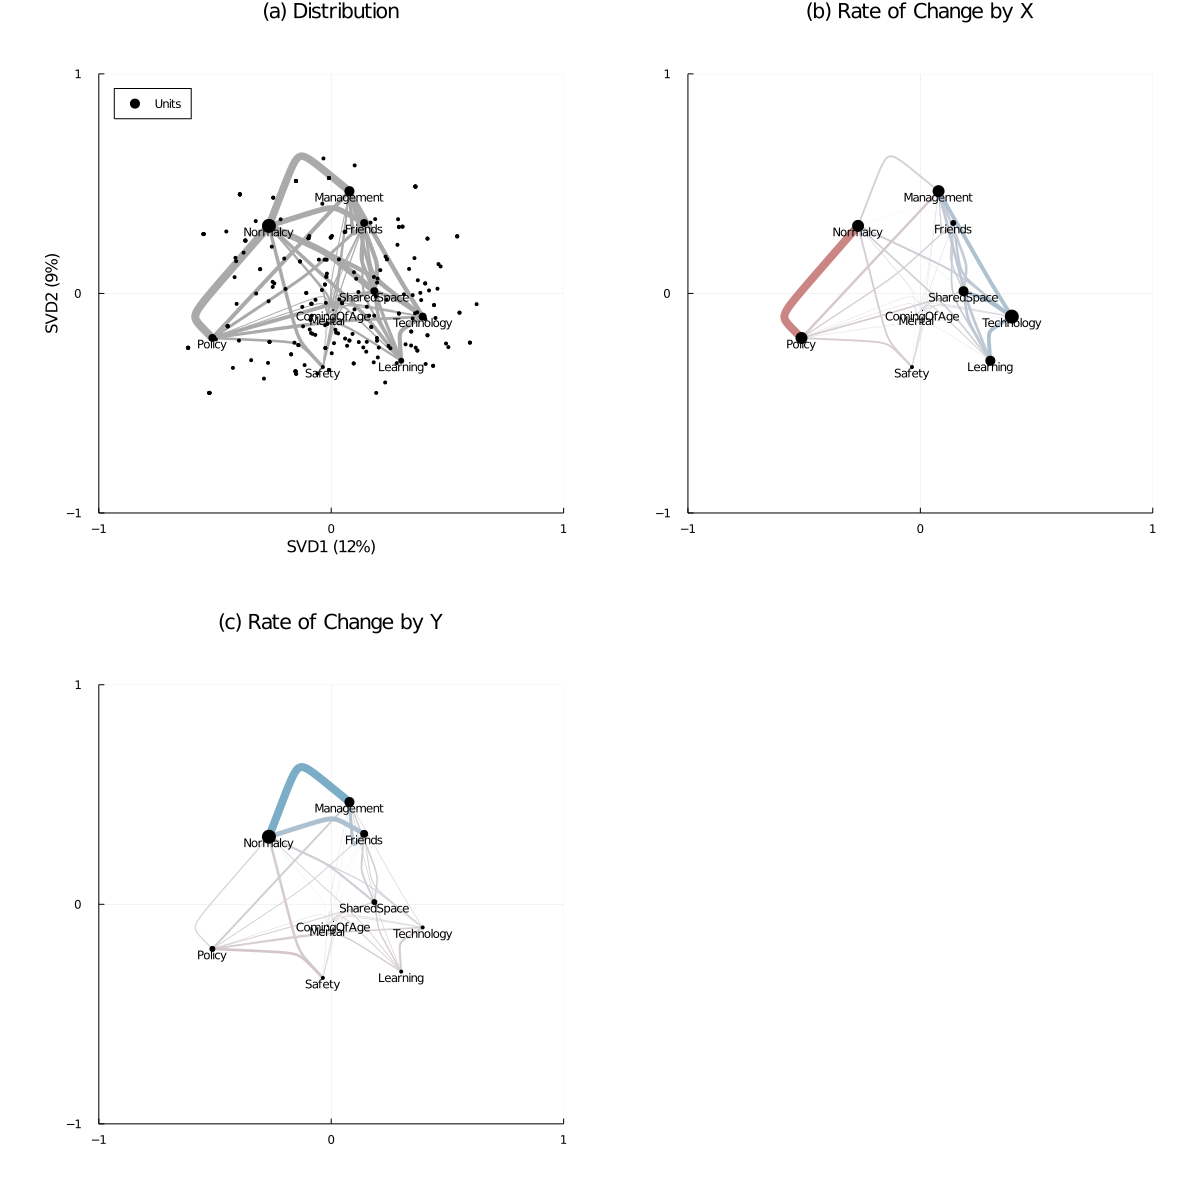 (a) Distribution
(b) Rate of Change by X
1
Units
Management
Normalcy
Friends
0
SharedSpace
ComingOfAge
Mental
Technology
Policy
Learning
Safety
−1
−1
0
1
SVD1 (12%)
SVD2 (9%)
1
Management
Normalcy
Friends
0
SharedSpace
ComingOfAge
Mental
Technology
Policy
Learning
Safety
−1
−1
0
1
(c) Rate of Change by Y
1
Management
Normalcy
Friends
0
SharedSpace
ComingOfAge
Mental
Technology
Policy
Learning
Safety
−1
−1
0
1